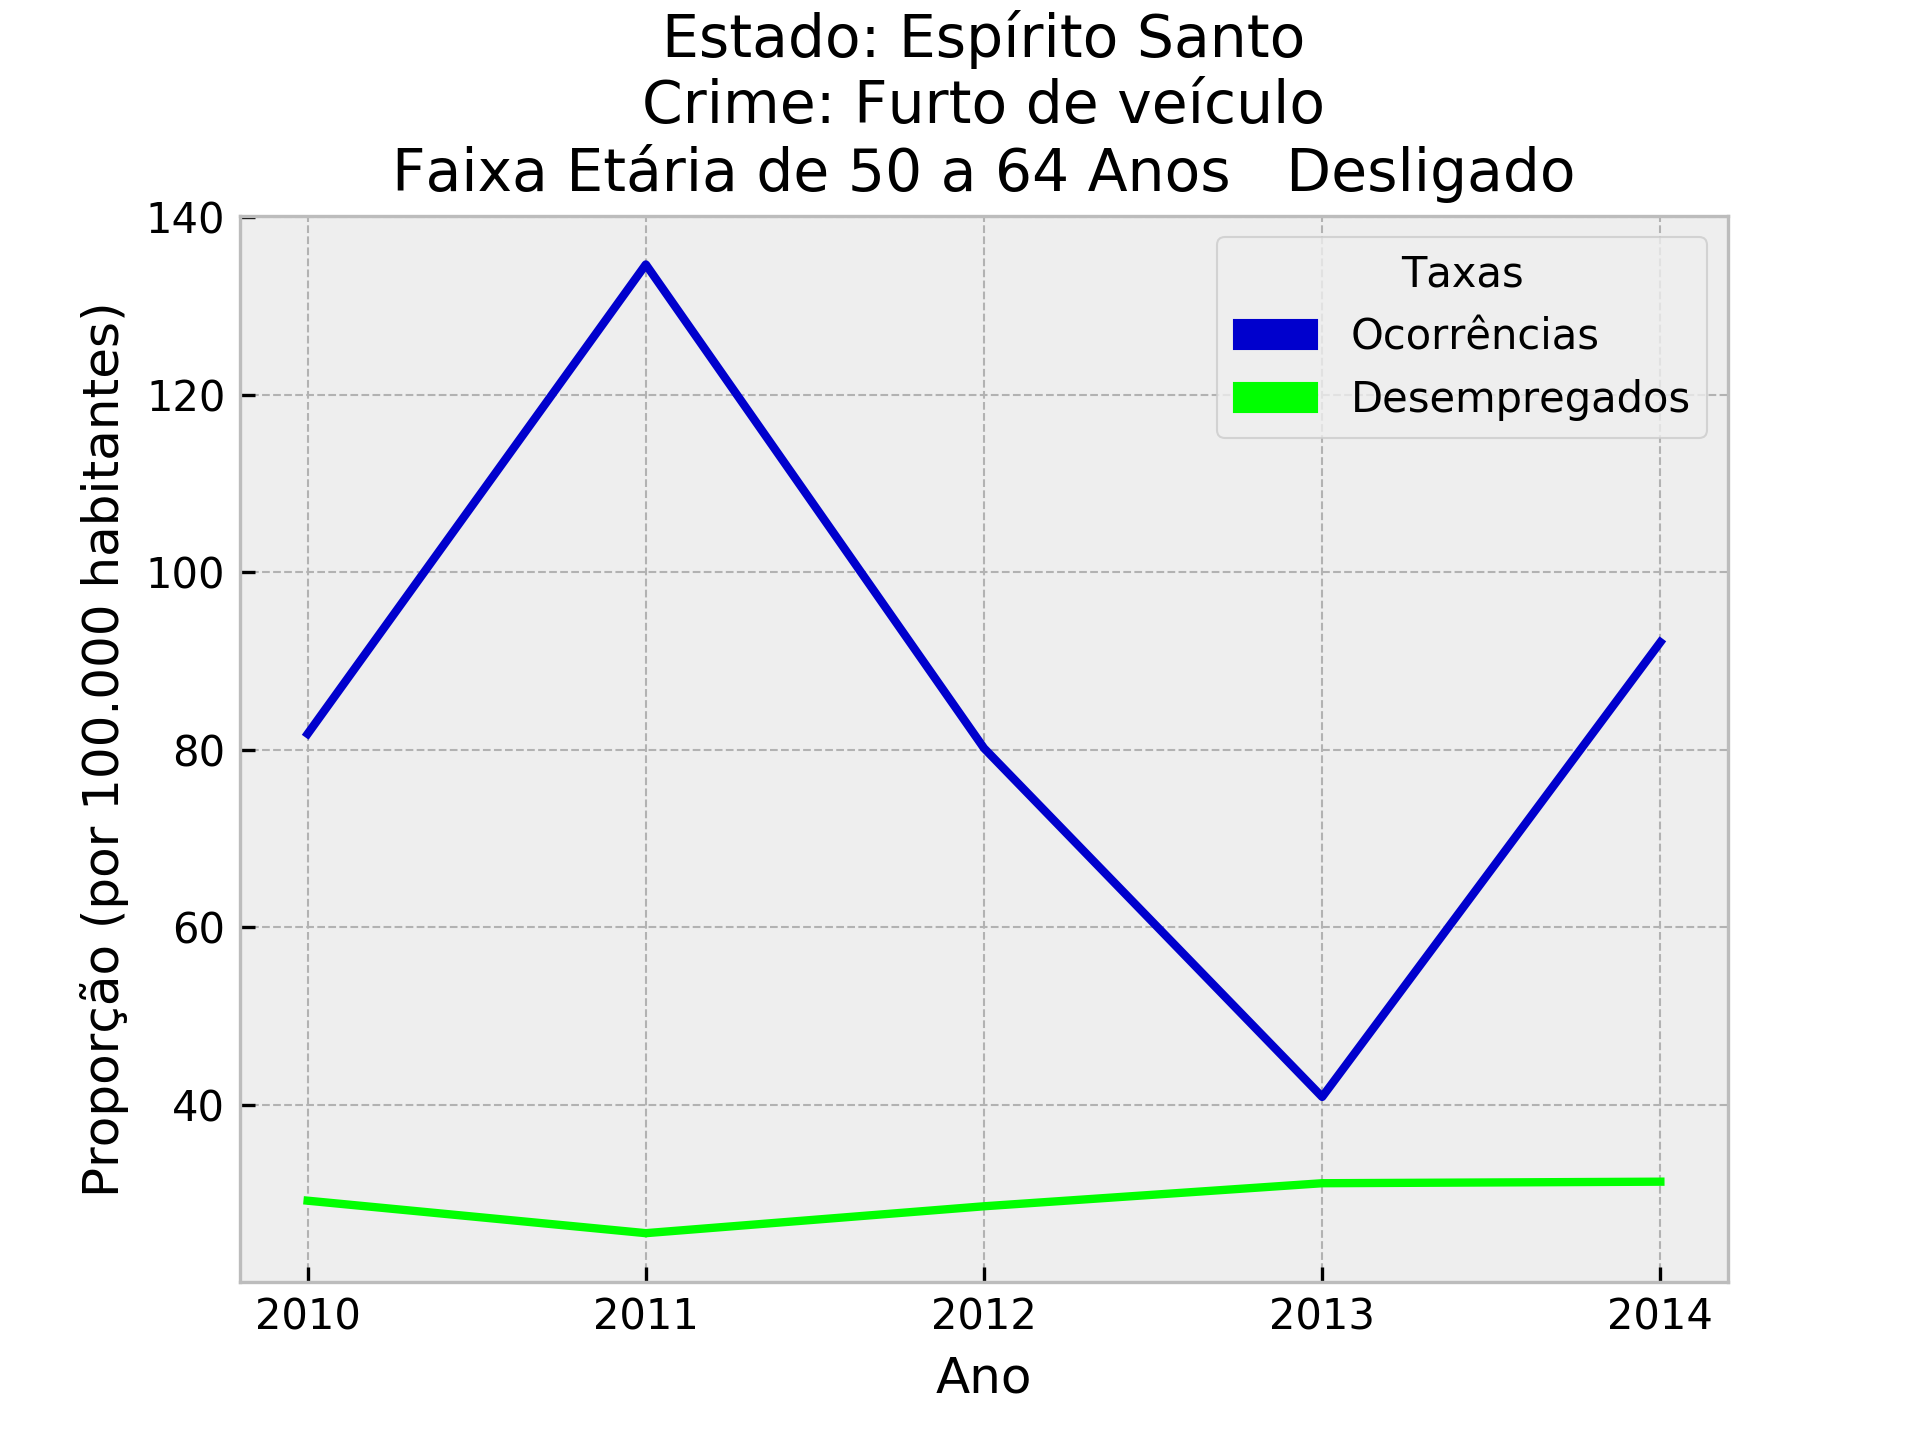 Estado: Espírito Santo
Crime: Furto de veículo
Faixa Etária de 50 a 64 Anos   Desligado
Proporção (por 100.000 habitantes)
140
120
100
80
60
40
Taxas
Ocorrências
Desempregados
2010 2011 2012 2013 2014
Ano